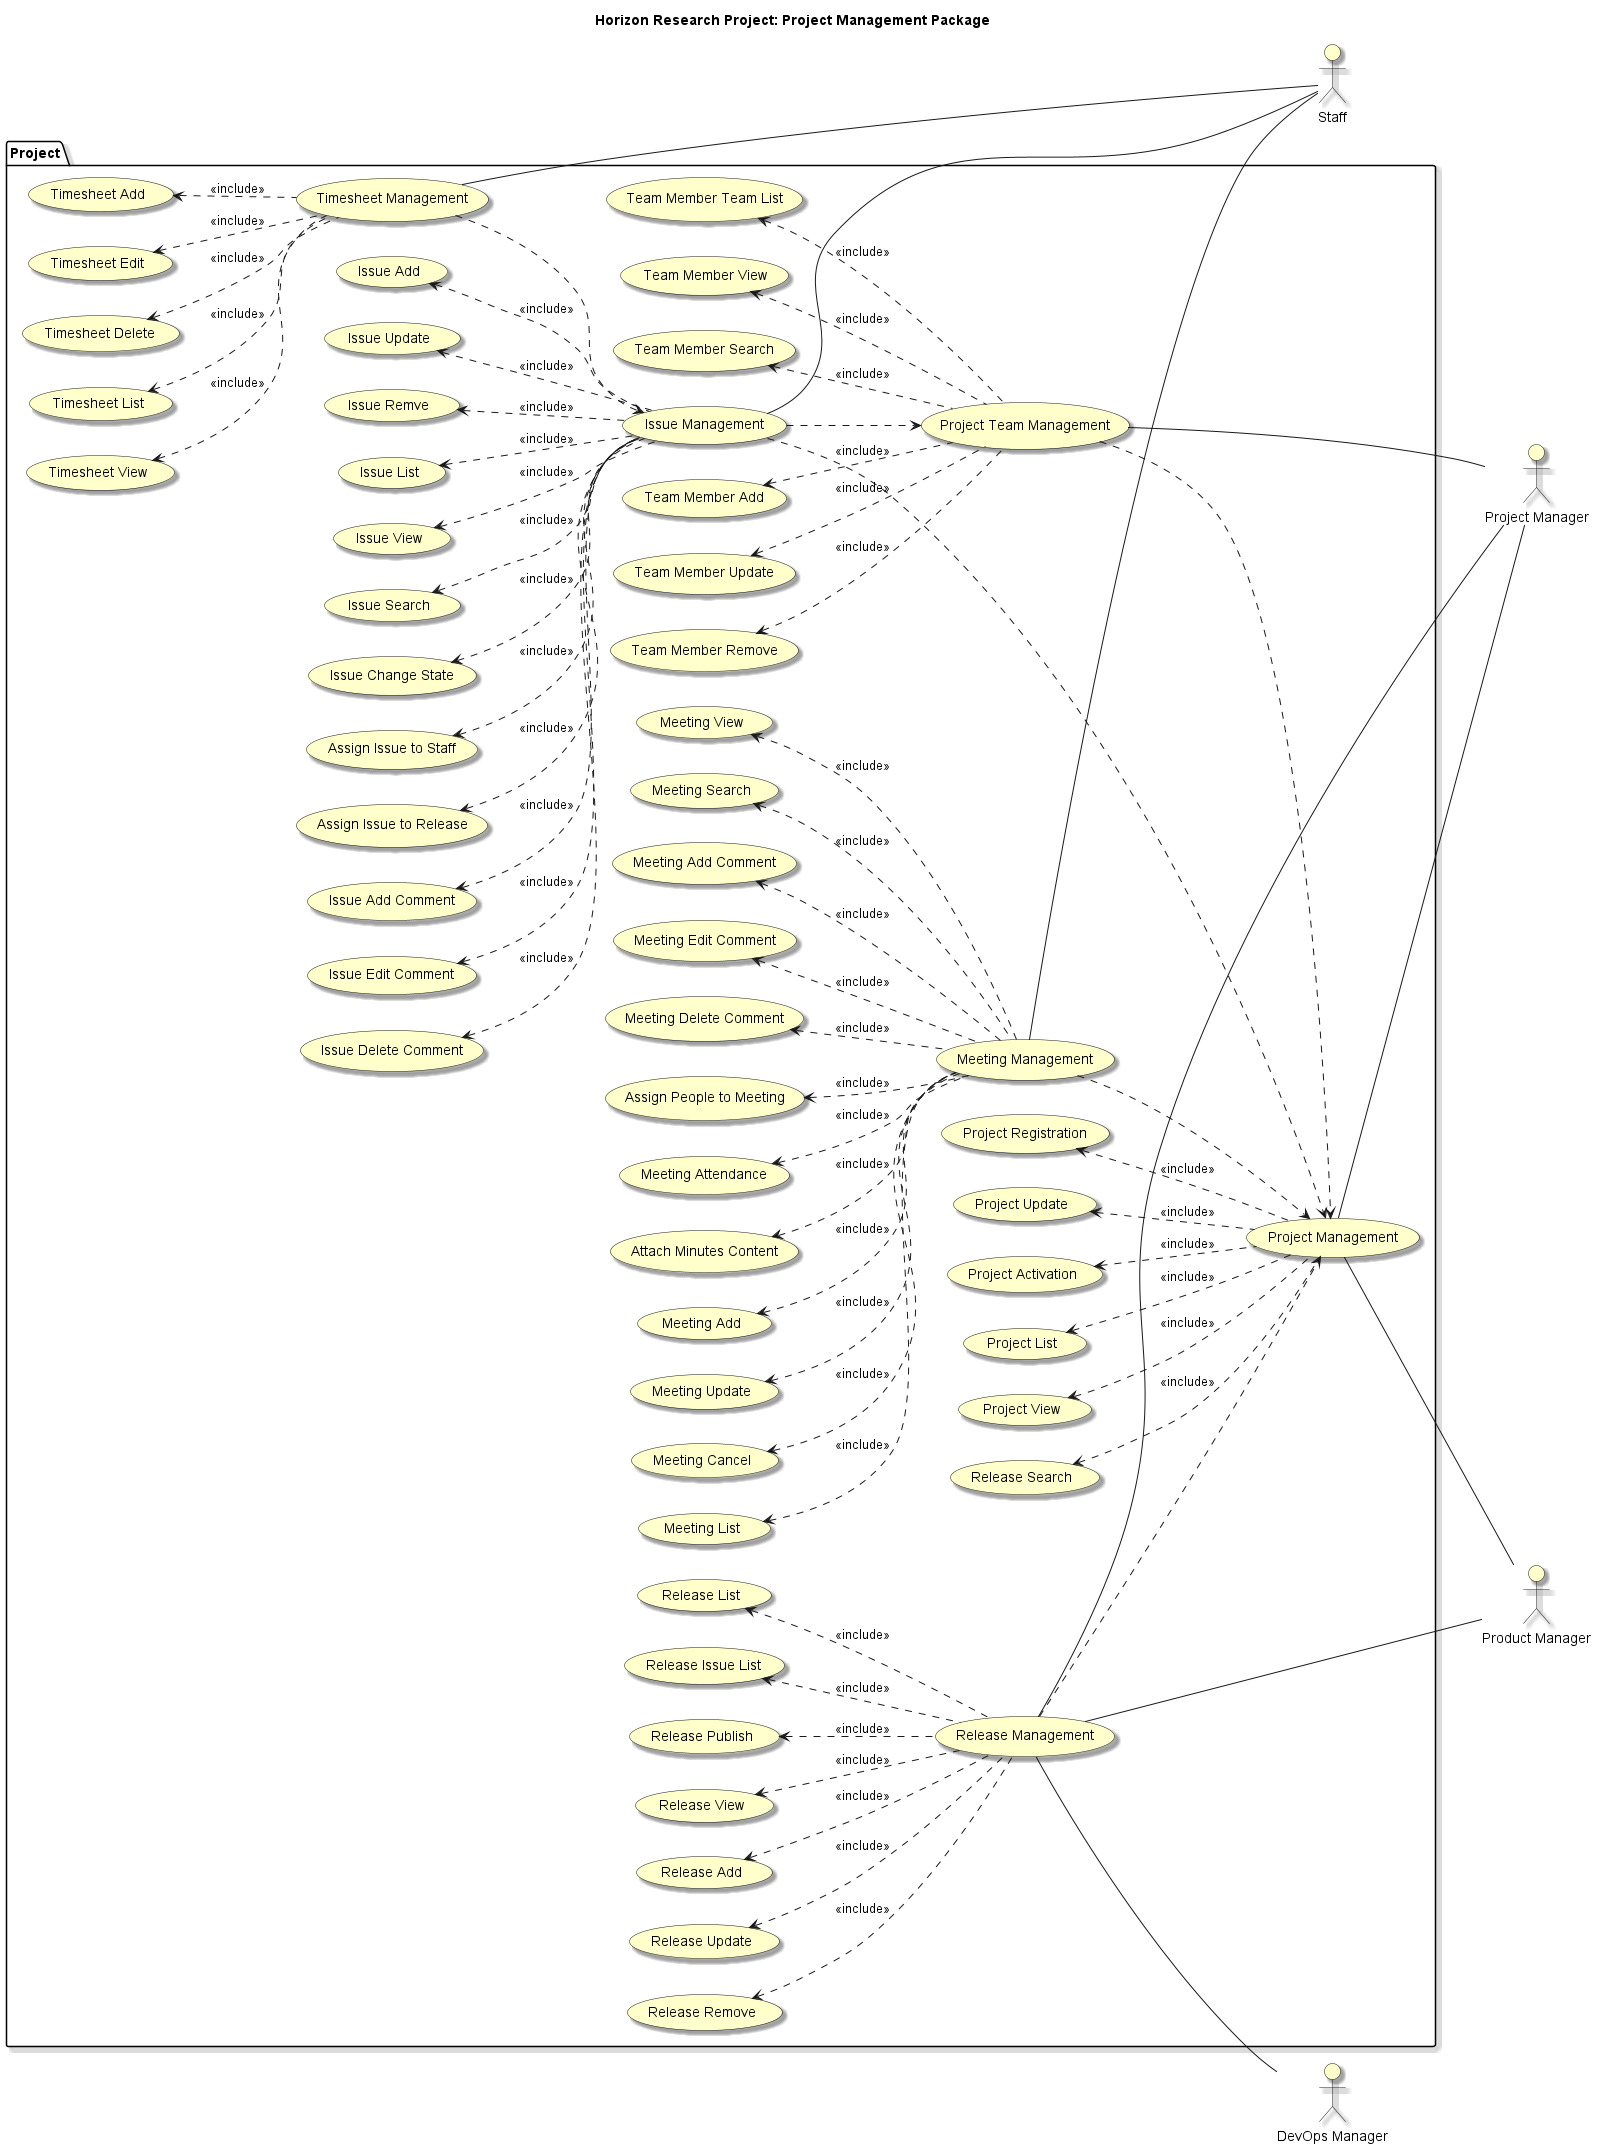 Horizon Research Project: Project Management Package
Staff
Project
Timesheet Add
«include»
Timesheet Management
Team Member Team List
Timesheet Edit
«include»
Timesheet Delete
«include»
Timesheet List
«include»
Timesheet View
«include»
Issue Add
«include»
Issue Update
«include»
Issue Remve
«include»
Issue List
«include»
Issue View
«include»
Issue Search
«include»
Issue Change State
«include»
Assign Issue to Staff
«include»
Assign Issue to Release
«include»
Issue Add Comment
«include»
Issue Edit Comment
«include»
Issue Delete Comment
«include»
Issue Management
«include»
Team Member View
«include»
Team Member Search
«include»
Project Team Management
Team Member Add
«include»
Team Member Update
«include»
Team Member Remove
«include»
Project Manager
Meeting View
«include»
Meeting Search
«include»
Meeting Add Comment
«include»
Meeting Edit Comment
«include»
Meeting Delete Comment
«include»
Meeting Management
Assign People to Meeting
«include»
Meeting Attendance
«include»
Attach Minutes Content
«include»
Meeting Add
«include»
Meeting Update
«include»
Meeting Cancel
«include»
Meeting List
«include»
Project Registration
«include»
Project Update
«include»
Project Management
Project Activation
«include»
Project List
«include»
Project View
«include»
Release Search
«include»
Release List
«include»
Product Manager
Release Issue List
«include»
Release Publish
«include»
Release Management
Release View
«include»
Release Add
«include»
Release Update
«include»
Release Remove
«include»
DevOps Manager